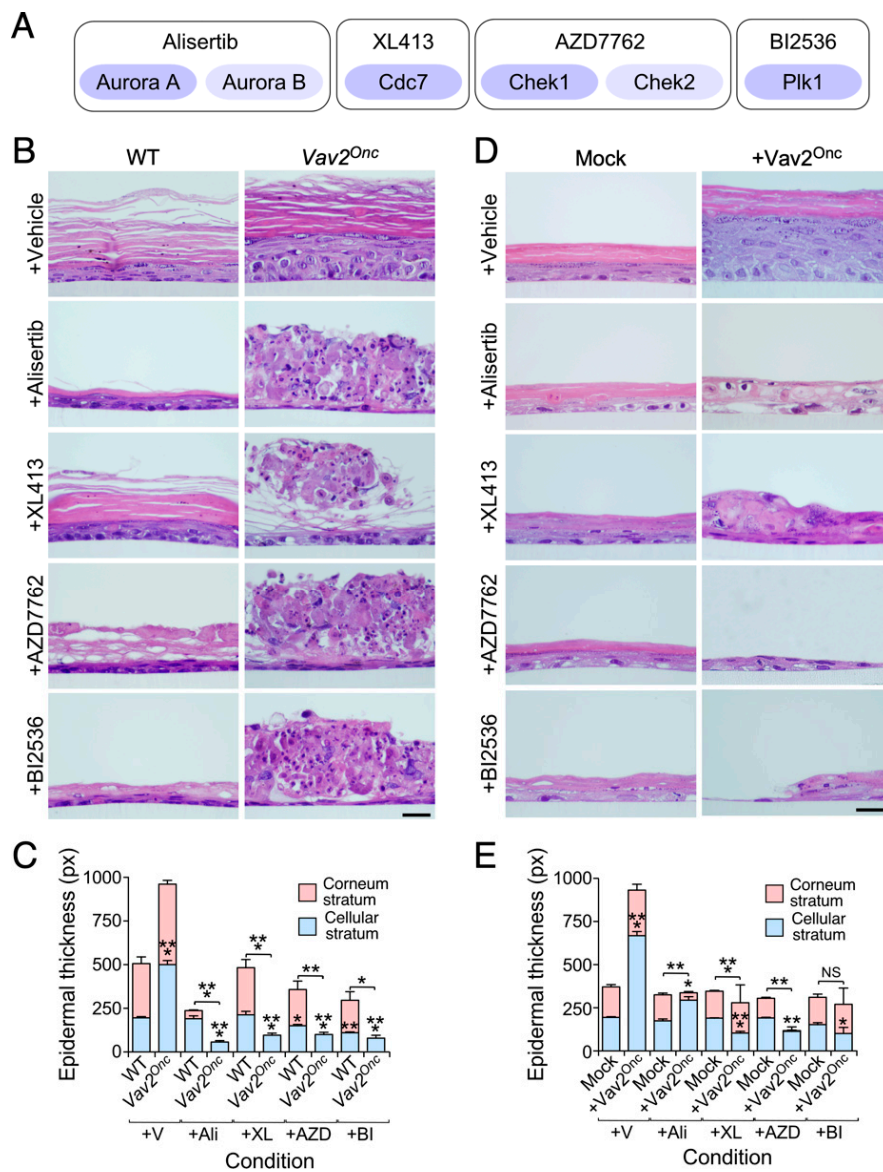 A
Alisertib XL413 AZD7762 BI2536
Aurora A Aurora B Cdc7 Chek1 Chek2 Plk1
B
WT Vav2Onc
+Vehicle
+Alisertib
+XL413
+AZD7762
+BI2536
D
Mock +Vav2Onc
+Vehicle
+Alisertib
+XL413
+AZD7762
+BI2536
C
Epidermal thickness (px)
1000
750
500
250
0
Corneum stratum
Cellular stratum
***
***
***
***
***
*
**
**
**
*
***
WT Vav2Onc WT Vav2Onc WT Vav2Onc WT Vav2Onc WT Vav2Onc
+V +Ali +XL +AZD +BI
Condition
E
Epidermal thickness (px)
1000
750
500
250
0
Corneum stratum
Cellular stratum
***
**
*
***
***
**
**
NS
*
Mock +Vav2Onc Mock +Vav2Onc Mock +Vav2Onc Mock +Vav2Onc Mock +Vav2Onc
+V +Ali +XL +AZD +BI
Condition